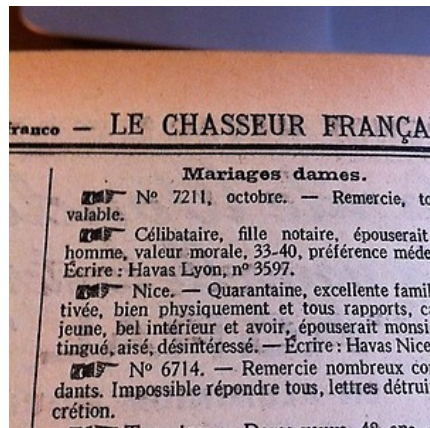 franco — LE CHASSEUR FRANÇA
Mariages dames.
Nº 7211, octobre. — Remercie, to
valable.
Célibataire, fille notaire, épouserait
homme, valeur morale, 33-40, préférence méde
Écrire : Havas Lyon, nº 3597.
Nice. — Quarantaine, excellente famil
tivée, bien physiquement et tous rapports, c
jeune, bel intérieur et avoir, épouserait monsi
tingué, aisé, désintéressé. — Écrire : Havas Nice
Nº 6714. — Remercie nombreux co
dants. Impossible répondre tous, lettres détrui
crétion.